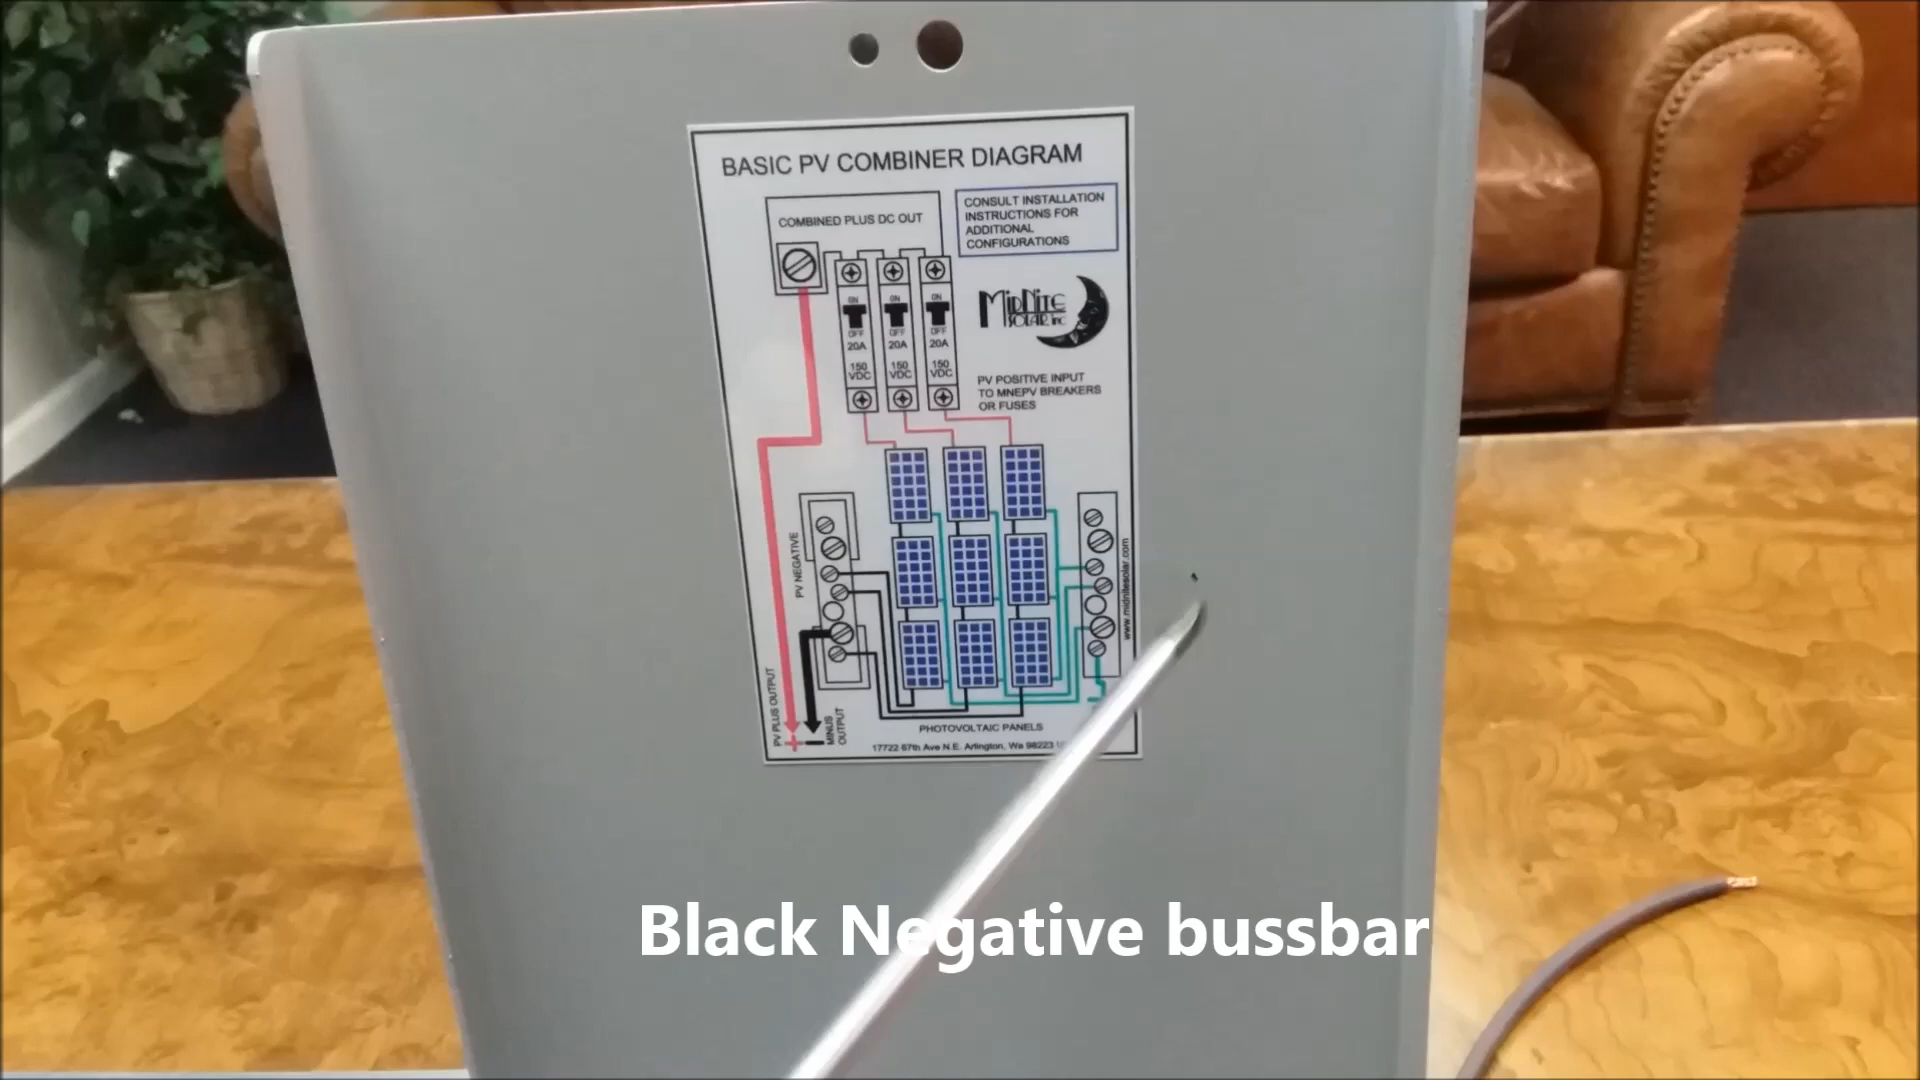 BASIC PV COMBINER DIAGRAM
COMBINED PLUS DC OUT
CONSULT INSTALLATION
INSTRUCTIONS FOR
ADDITIONAL
CONFIGURATIONS
ON
OFF
20A
150
VDC
ON
OFF
20A
150
VDC
ON
OFF
20A
150
VDC
MIDNITE
SOLAR inc
PV POSITIVE INPUT
TO MNEPV BREAKERS
OR FUSES
PV NEGATIVE
www.midnitesolar.com
PV PLUS OUTPUT
MINUS
OUTPUT
PHOTOVOLTAIC PANELS
17722 67th Ave N.E. Arlington, Wa 98223
Black Negative bussbar